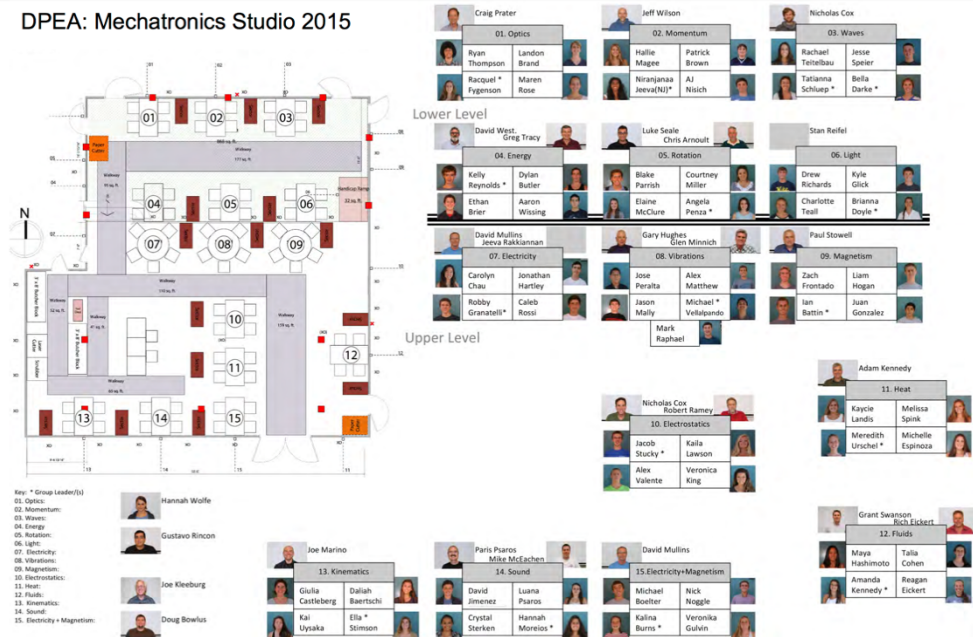 DPEA: Mechatronics Studio 2015
Craig Prater
01. Optics
Ryan Thompson
Landon Brand
Racquel * Fygenson
Maren Rose
Jeff Wilson
02. Momentum
Hallie Magee
Patrick Brown
Niranjanaa Jeeva(NJ)*
AJ Nisich
Nicholas Cox
03. Waves
Rachael Teitelbau
Jesse Speier
Tatianna Schluep *
Bella Darke *
Lower Level
David West.
Greg Tracy
04. Energy
Kelly Reynolds *
Dylan Butler
Ethan Brier
Aaron Wissing
Luke Seale
Chris Arnoult
05. Rotation
Blake Parrish
Courtney Miller
Elaine McClure
Angela Penza *
Stan Reifel
06. Light
Drew Richards
Kyle Glick
Charlotte Teall
Brianna Doyle *
David Mullins
Jeeva Rakkiannan
07. Electricity
Carolyn Chau
Jonathan Hartley
Robby Granatelli *
Caleb Rossi
Gary Hughes
Glen Minnich
08. Vibrations
Jose Peralta
Alex Matthew
Jason Mally
Michael * Vellalpando
Mark Raphael
Paul Stowell
09. Magnetism
Zach Frontado
Liam Hogan
Ian Battin *
Juan Gonzalez
Upper Level
Nicholas Cox
Robert Ramey
10. Electrostatics
Jacob Stucky *
Kaila Lawson
Alex Valente
Veronica King
Adam Kennedy
11. Heat
Kaycie Landis
Melissa Spink
Meredith Urschel *
Michelle Espinoza
Grant Swanson
Rich Eickert
12. Fluids
Maya Hashimoto
Talia Cohen
Amanda Kennedy *
Reagan Eickert
Joe Marino
13. Kinematics
Giulia Castleberg
Daliah Baertschi
Kai Uysaka
Ella * Stimson
Paris Psaros
Mike McEachen
14. Sound
David Jimenez
Luana Psaros
Crystal Sterken
Hannah Moreios *
David Mullins
15.Electricity+Magnetism
Michael Boelter
Nick Noggle
Kalina Burns *
Veronika Gulvin
N
01
02
03
04
05
06
07
08
09
10
11
12
13
14
15
Handicap Ramp
Walkway
Key: * Group Leader/(s)
01. Optics:
02. Momentum:
03. Waves:
04. Energy
05. Rotation:
06. Light:
07. Electricity:
08. Vibrations:
09. Magnetism:
10. Electrostatics:
11. Heat:
12. Fluids:
13. Kinematics:
14. Sound:
15. Electricity + Magnetism:
Hannah Wolfe
Gustavo Rincon
Joe Kleeburg
Doug Bowlus